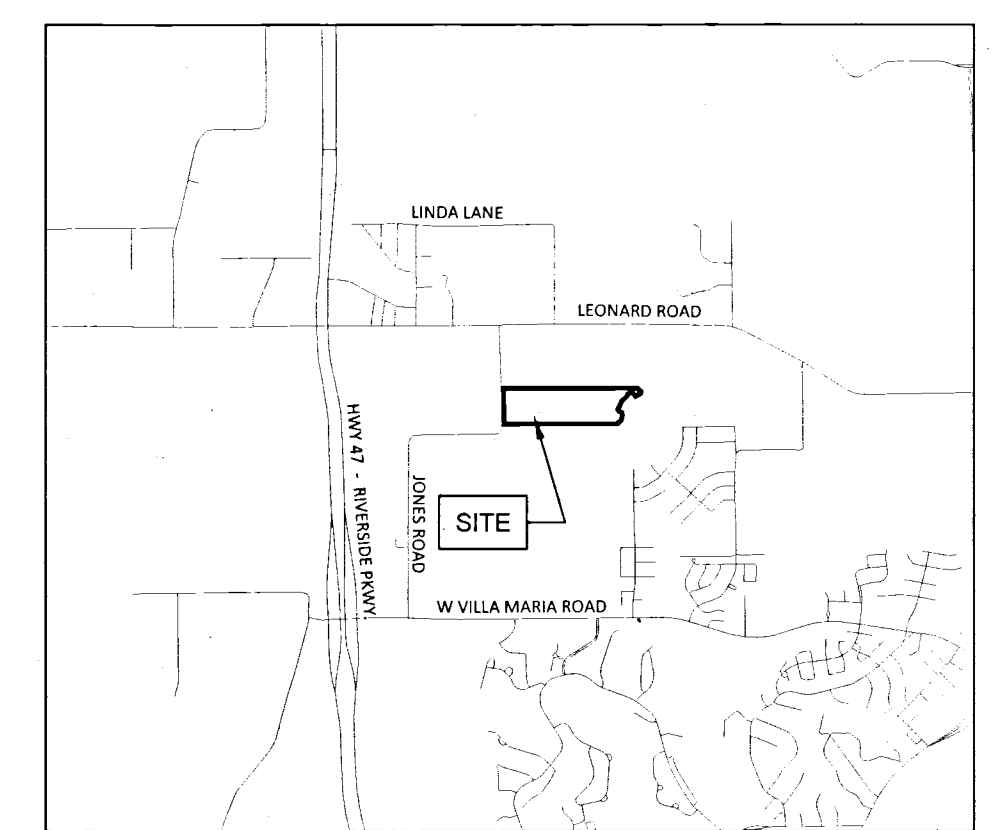 LINDA LANE
LEONARD ROAD
HWY 47 - RIVERSIDE PKWY.
JONES ROAD
SITE
W VILLA MARIA ROAD